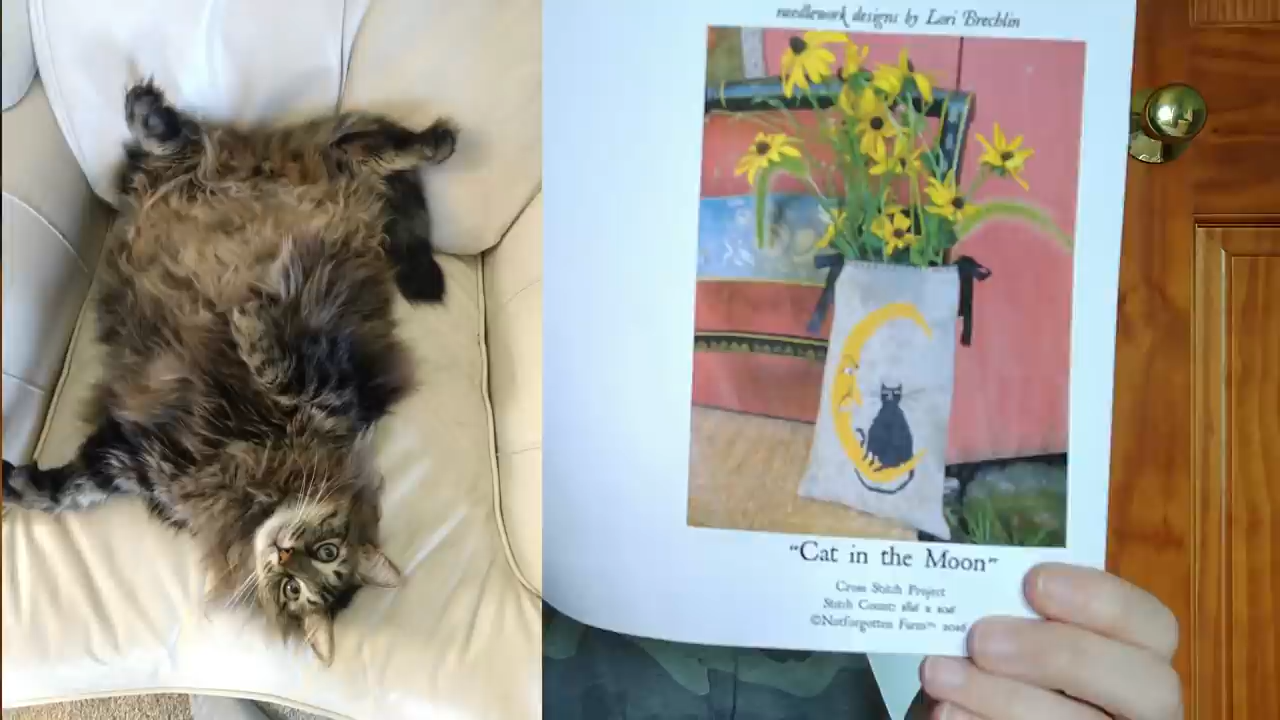 needlework designs by Lori Brechlin
"Cat in the Moon"
Cross Stitch Project
Stitch Count: x
©Notforgotten Farm™